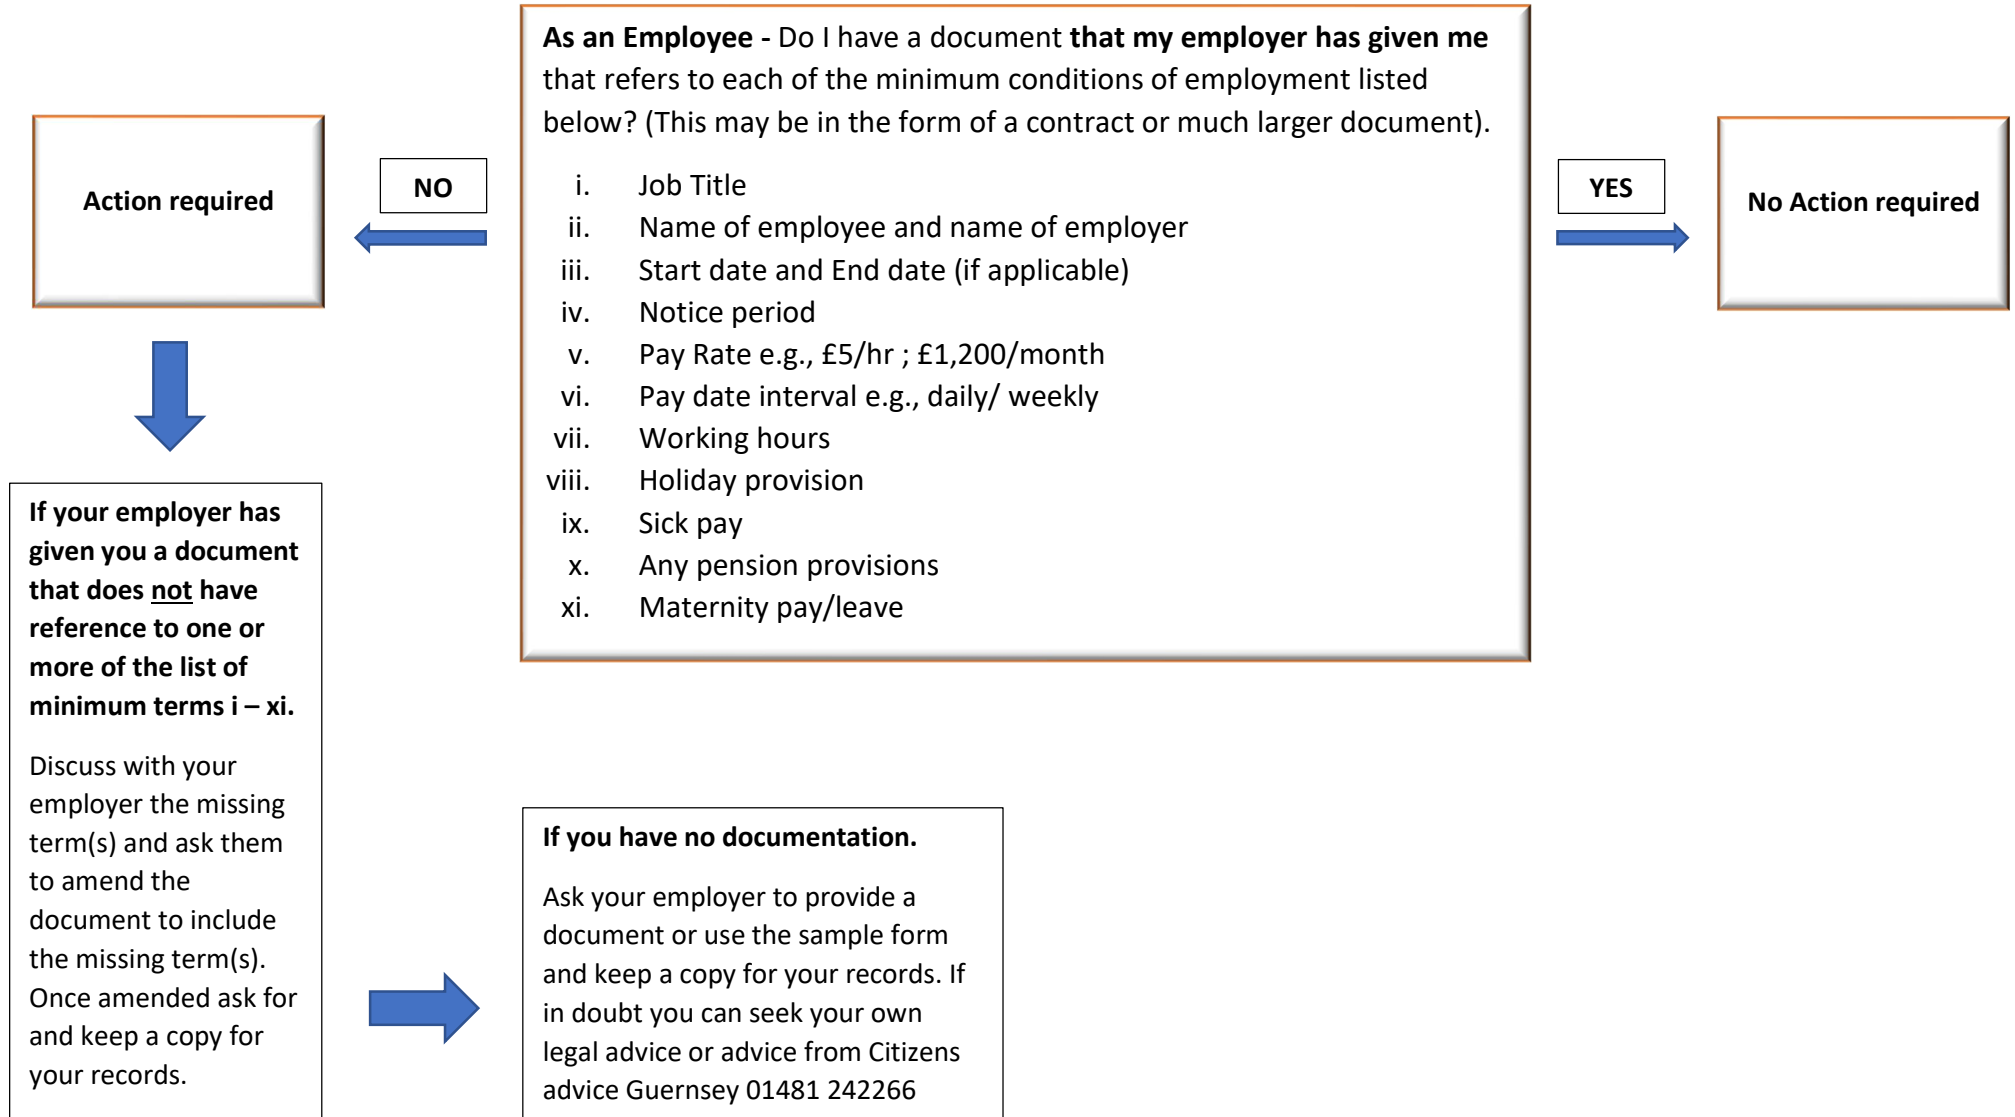 As an Employee - Do I have a document that my employer has given me
that refers to each of the minimum conditions of employment listed
below? (This may be in the form of a contract or much larger document).
i. Job Title
ii. Name of employee and name of employer
iii. Start date and End date (if applicable)
iv. Notice period
v. Pay Rate e.g., £5/hr ; £1,200/month
vi. Pay date interval e.g., daily/ weekly
vii. Working hours
viii. Holiday provision
ix. Sick pay
x. Any pension provisions
xi. Maternity pay/leave
YES
No Action required
NO
Action required
If your employer has
given you a document
that does not have
reference to one or
more of the list of
minimum terms i – xi.
Discuss with your
employer the missing
term(s) and ask them
to amend the
document to include
the missing term(s).
Once amended ask for
and keep a copy for
your records.
If you have no documentation.
Ask your employer to provide a
document or use the sample form
and keep a copy for your records. If
in doubt you can seek your own
legal advice or advice from Citizens
advice Guernsey 01481 242266